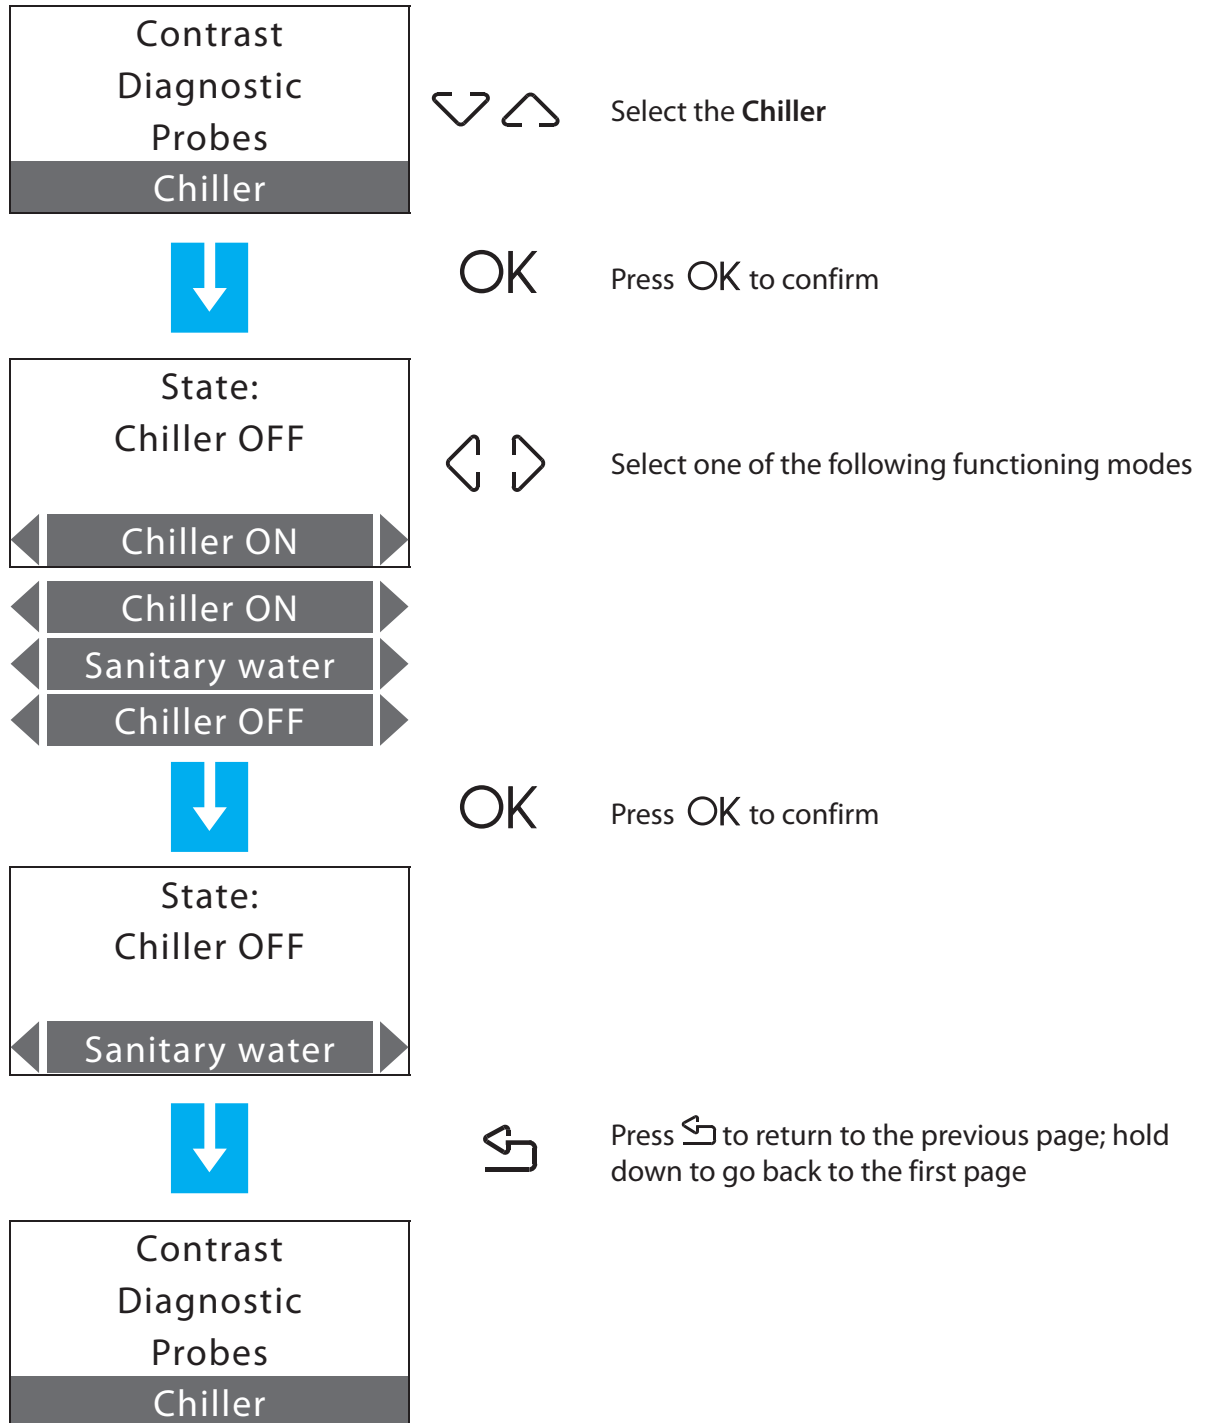 Contrast
Diagnostic
Probes
Chiller
Select the Chiller
OK
Press OK to confirm
State:
Chiller OFF
Chiller ON
Select one of the following functioning modes
Chiller ON
Sanitary water
Chiller OFF
OK
Press OK to confirm
State:
Chiller OFF
Sanitary water
Press to return to the previous page; hold
down to go back to the first page
Contrast
Diagnostic
Probes
Chiller